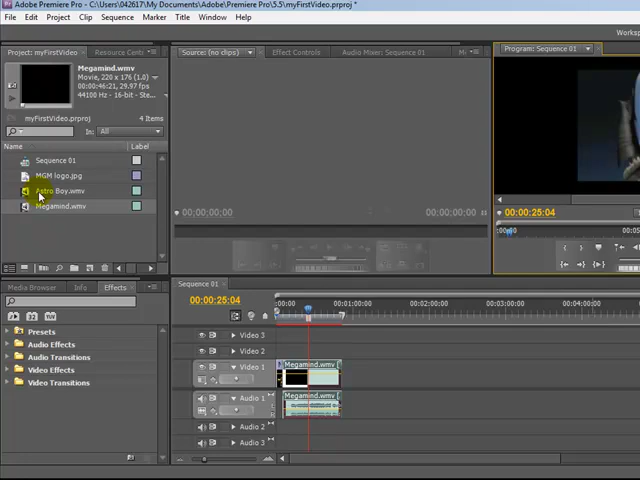 Adobe Premiere Pro - C:\Users\042617\My Documents\Adobe\Premiere Pro\5.5\myFirstVideo.prproj *
File Edit Project Clip Sequence Marker Title Window Help
Worksp
Project: myFirstVideo Resource Cent
Source: (no clips) Effect Controls Audio Mixer: Sequence 01
Program: Sequence 01
Megamind.wmv
Movie, 220 x 176 (1.0)
00:00:46:21, 29.97 fps
44100 Hz - 16-bit - Ste...
myFirstVideo.prproj 4 Items
In: All
Name Label
Sequence 01
MGM logo.jpg
Astro Boy.wmv
Megamind.wmv
00;00;00;00 00;00;00;00
00:00:25:04
00:00 00:05
Media Browser Info Effects
Presets
Audio Effects
Audio Transitions
Video Effects
Video Transitions
Sequence 01
00:00:25:04
:00:00 00:01:00:00 00:02:00:00 00:03:00:00 00:04:00:00
Video 3
Video 2
Video 1
Megamind.wmv
Audio 1
Megamind.wmv
Audio 2
Audio 3